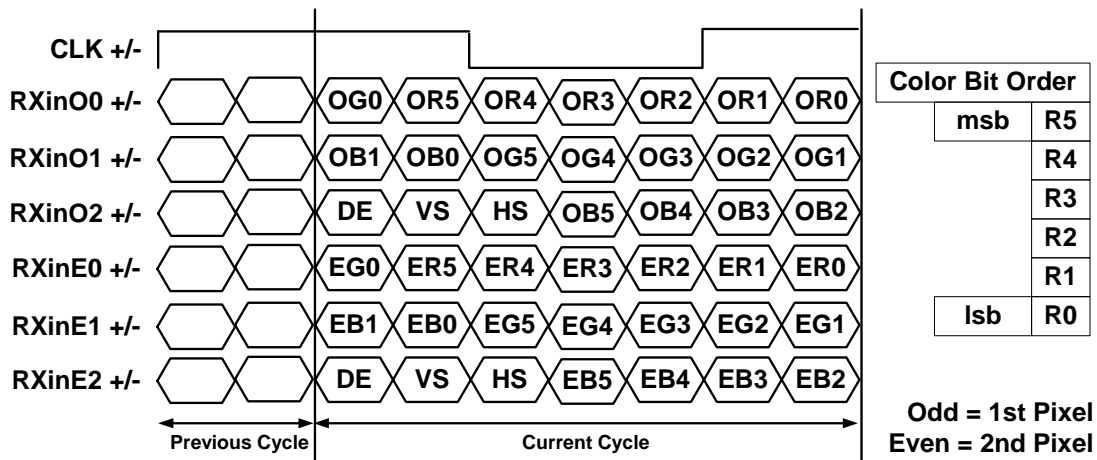 CLK +/-
RXinO0 +/- OG0 OR5 OR4 OR3 OR2 OR1 OR0
RXinO1 +/- OB1 OB0 OG5 OG4 OG3 OG2 OG1
RXinO2 +/- DE VS HS OB5 OB4 OB3 OB2
RXinE0 +/- EG0 ER5 ER4 ER3 ER2 ER1 ER0
RXinE1 +/- EB1 EB0 EG5 EG4 EG3 EG2 EG1
RXinE2 +/- DE VS HS EB5 EB4 EB3 EB2
Previous Cycle Current Cycle
Color Bit Order
msb R5
R4
R3
R2
R1
lsb R0
Odd = 1st Pixel
Even = 2nd Pixel